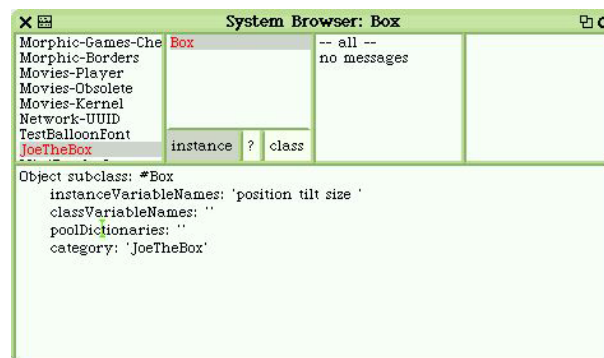 System Browser: Box
Morphic-Games-Che
Morphic-Borders
Movies-Player
Movies-Obsolete
Movies-Kernel
Network-UUID
TestBalloonFont
JoeTheBox
Box
instance ? class
-- all --
no messages
Object subclass: #Box
instanceVariableNames: 'position tilt size '
classVariableNames: ''
poolDictionaries: ''
category: 'JoeTheBox'